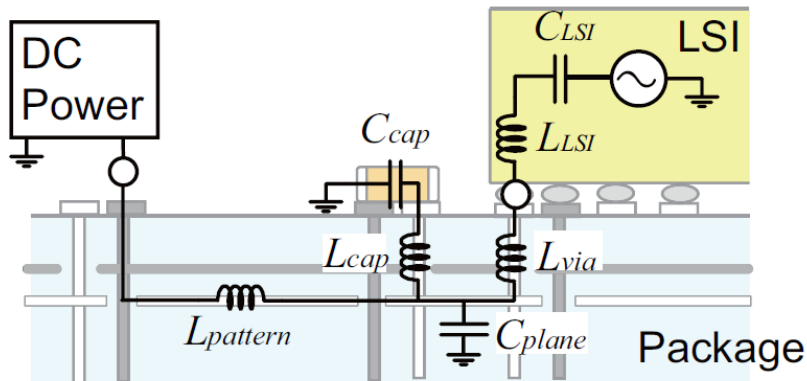 DC
Power
C_LSI
LSI
C_cap
L_LSI
L_cap
L_via
L_pattern
C_plane
Package